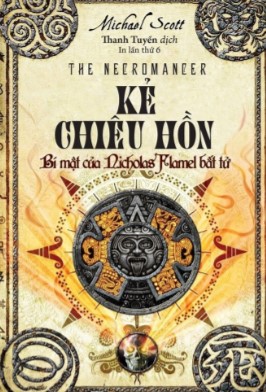 Michael Scott
Thanh Tuyền dịch
In lần thứ 6
THE NECROMANCER
KẺ
CHIÊU HỒN
Bí mật của Nicholas Flamel bất tử